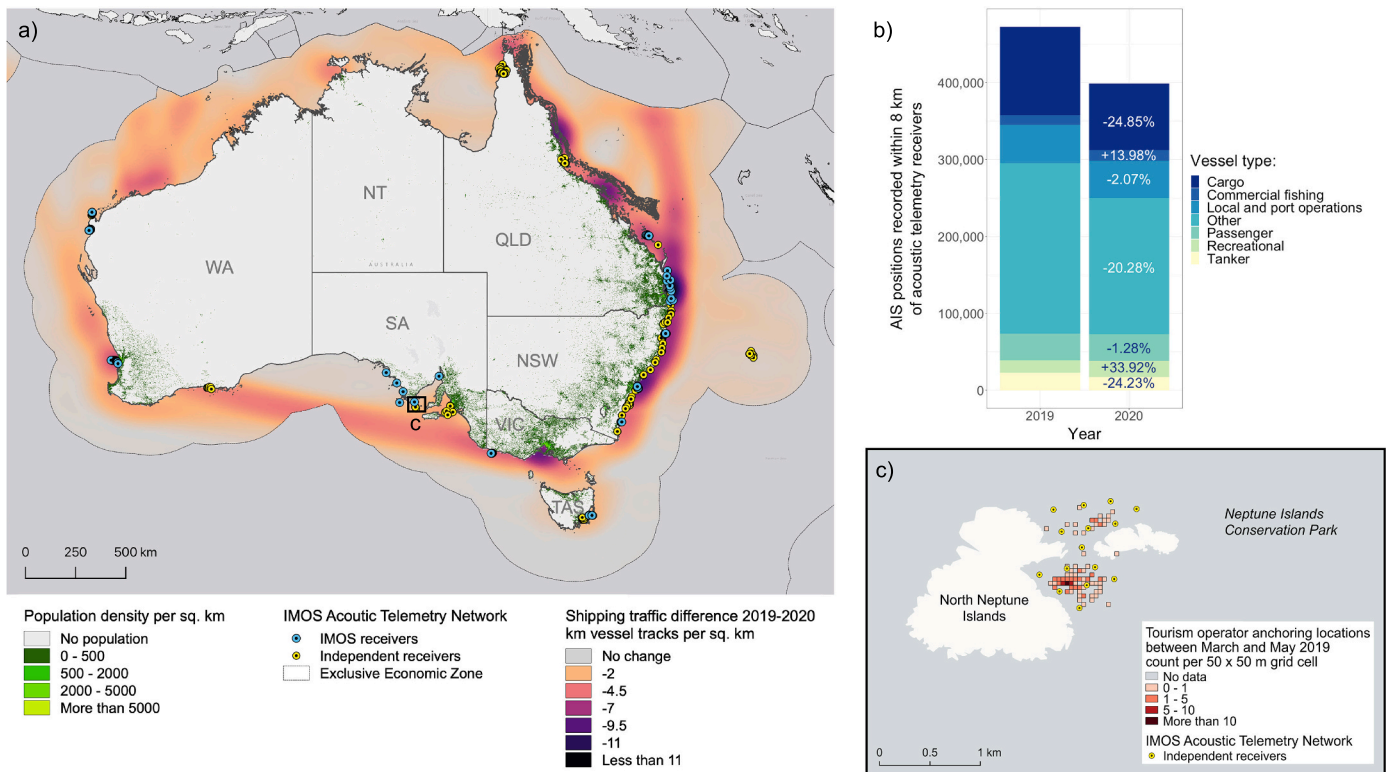 a)
NT
QLD
WA
AUSTRALIA
SA
NSW
C
VIC
TAS
0 250 500 km
Population density per sq. km
No population
0 - 500
500 - 2000
2000 - 5000
More than 5000
IMOS Acoutic Telemetry Network
IMOS receivers
Independent receivers
Exclusive Economic Zone
Shipping traffic difference 2019-2020
km vessel tracks per sq. km
No change
-2
-4.5
-7
-9.5
-11
Less than 11
b)
AIS positions recorded within 8 km
of acoustic telemetry receivers
400,000
300,000
200,000
100,000
0
-24.85%
+13.98%
-2.07%
-20.28%
-1.28%
+33.92%
-24.23%
2019 2020
Year
Vessel type:
Cargo
Commercial fishing
Local and port operations
Other
Passenger
Recreational
Tanker
c)
Neptune Islands
Conservation Park
North Neptune
Islands
Tourism operator anchoring locations
between March and May 2019
count per 50 x 50 m grid cell
No data
0 - 1
1 - 5
5 - 10
More than 10
IMOS Acoustic Telemetry Network
Independent receivers
0 0.5 1 km